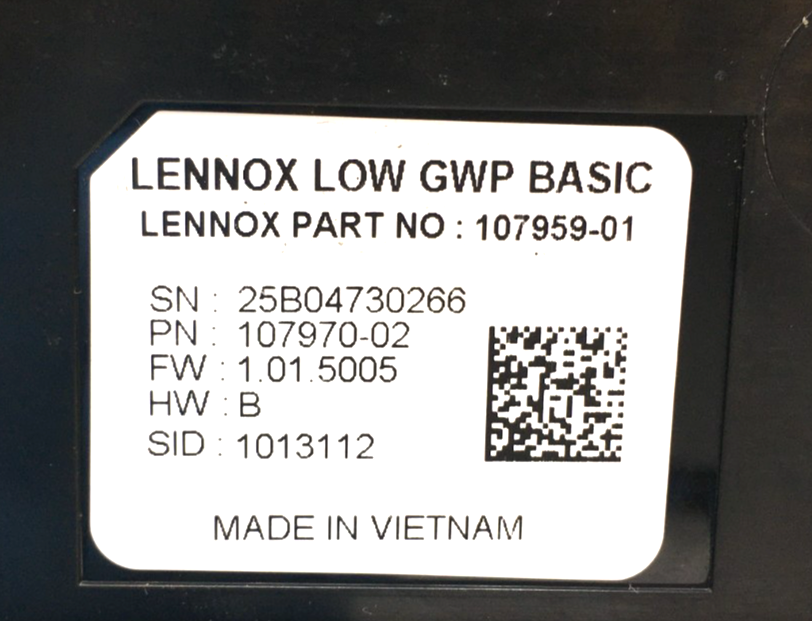 LENNOX LOW GWP BASIC
LENNOX PART NO : 107959-01
SN : 25B04730266
PN : 107970-02
FW : 1.01.5005
HW : B
SID : 1013112
MADE IN VIETNAM